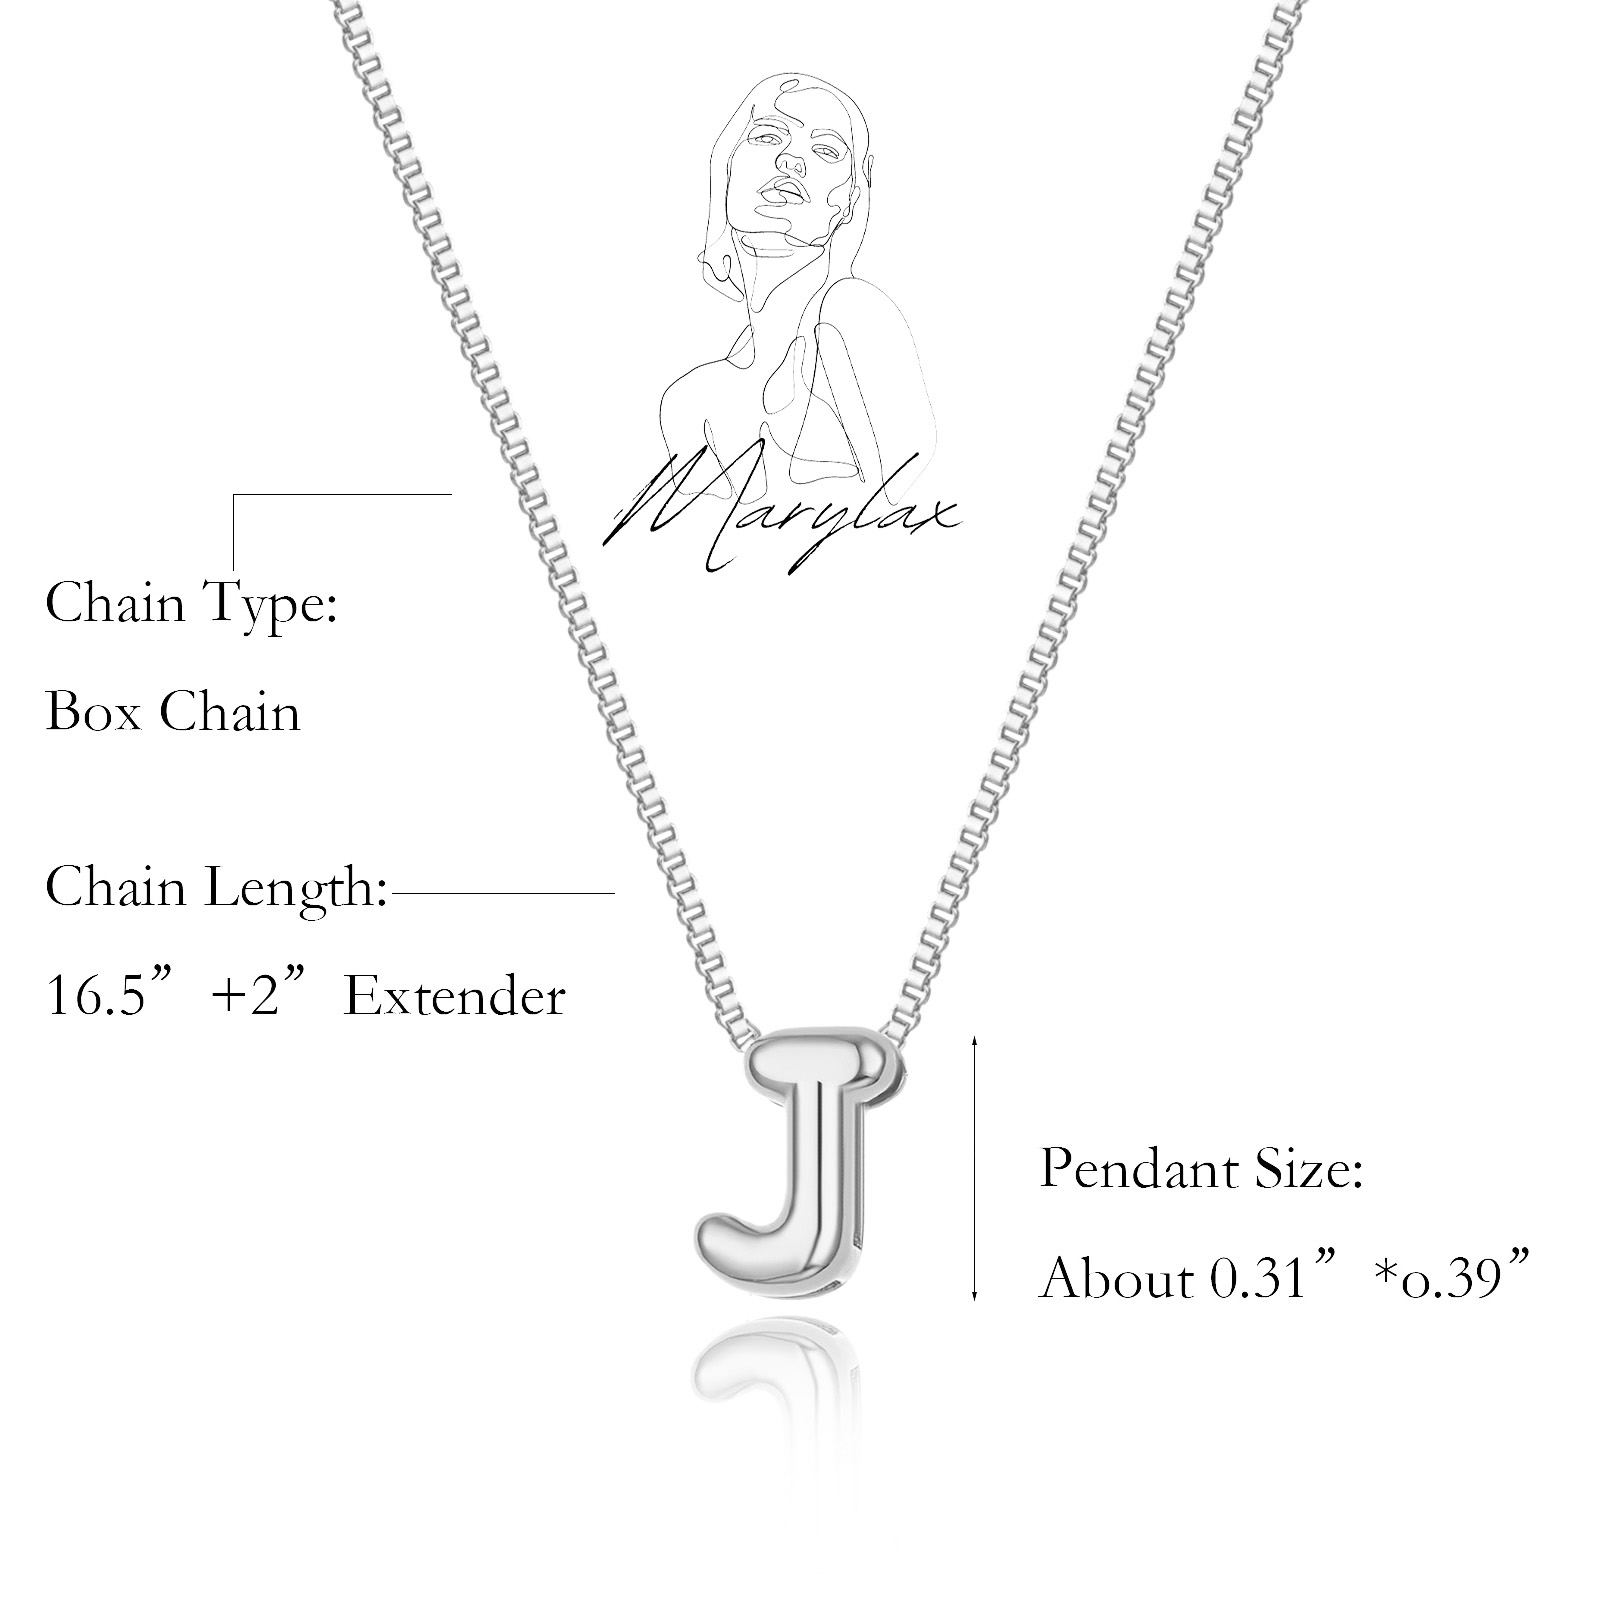 Marylax
Chain Type:
Box Chain
Chain Length:
16.5” +2” Extender
J
Pendant Size:
About 0.31” *o.39”